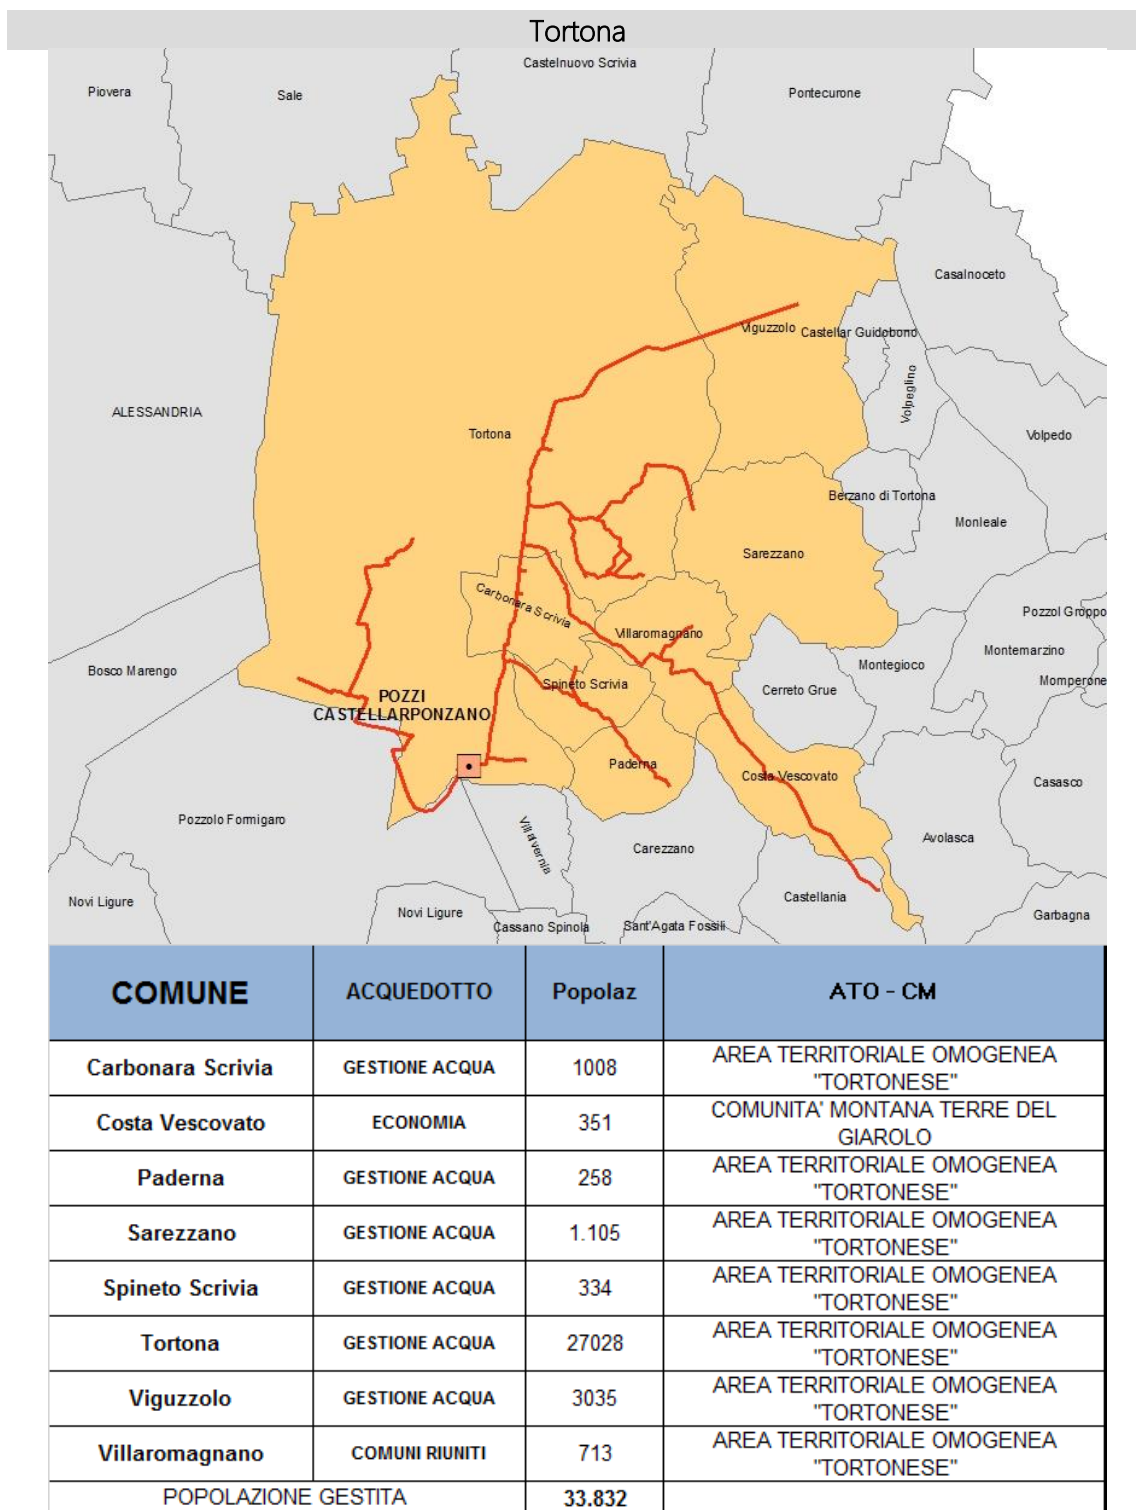 Tortona
Castelnuovo Scrivia
Piovera
Sale
Pontecurone
Casalnoceto
Viguzzolo
Castellar Guidobono
Volpeglino
ALESSANDRIA
Tortona
Volpedo
Berzano di Tortona
Monleale
Sarezzano
Carbonara Scrivia
Pozzol Groppo
Villaromagnano
Montemarzino
Montegioco
Bosco Marengo
Momperone
Spineto Scrivia
Cerreto Grue
POZZI
CASTELLARPONZANO
Paderna
Costa Vescovato
Casasco
Pozzolo Formigaro
Villalvernia
Avolasca
Carezzano
Castellania
Novi Ligure
Novi Ligure
Garbagna
Cassano Spinola
Sant'Agata Fossili
COMUNE ACQUEDOTTO Popolaz ATO - CM
Carbonara Scrivia GESTIONE ACQUA 1008 AREA TERRITORIALE OMOGENEA
"TORTONESE"
Costa Vescovato ECONOMIA 351 COMUNITA' MONTANA TERRE DEL
GIAROLO
Paderna GESTIONE ACQUA 258 AREA TERRITORIALE OMOGENEA
"TORTONESE"
Sarezzano GESTIONE ACQUA 1.105 AREA TERRITORIALE OMOGENEA
"TORTONESE"
Spineto Scrivia GESTIONE ACQUA 334 AREA TERRITORIALE OMOGENEA
"TORTONESE"
Tortona GESTIONE ACQUA 27028 AREA TERRITORIALE OMOGENEA
"TORTONESE"
Viguzzolo GESTIONE ACQUA 3035 AREA TERRITORIALE OMOGENEA
"TORTONESE"
Villaromagnano COMUNI RIUNITI 713 AREA TERRITORIALE OMOGENEA
"TORTONESE"
POPOLAZIONE GESTITA 33.832